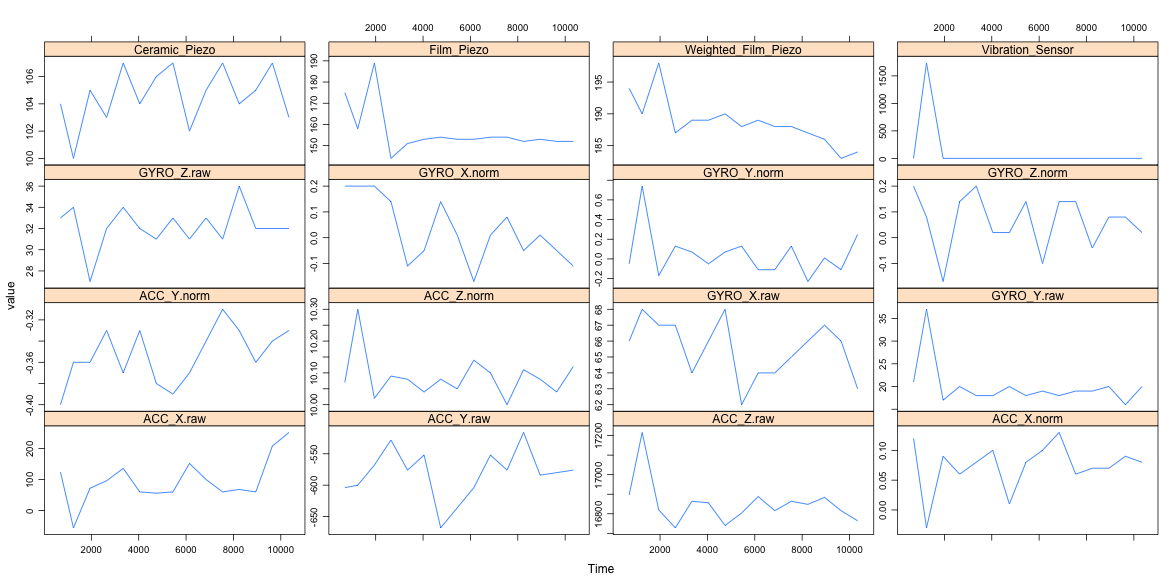 2000 4000 6000 8000 10000 2000 4000 6000 8000 10000
Ceramic_Piezo Film_Piezo Weighted_Film_Piezo Vibration_Sensor
106 104 102 100
190 180 170 160 150
195 190 185
1500 1000 500 0
GYRO_Z.raw GYRO_X.norm GYRO_Y.norm GYRO_Z.norm
36 34 32 30 28
0.2 0.1 0.0 -0.1
0.6 0.4 0.2 0.0 -0.2
0.2 0.1 0.0 -0.1
value
ACC_Y.norm ACC_Z.norm GYRO_X.raw GYRO_Y.raw
-0.32 -0.36 -0.40
10.30 10.20 10.10 10.00
68 67 66 65 64 63 62
35 30 25 20
ACC_X.raw ACC_Y.raw ACC_Z.raw ACC_X.norm
200 100 0
-550 -600 -650
17200 17000 16800
0.10 0.05 0.00
2000 4000 6000 8000 10000 2000 4000 6000 8000 10000
Time